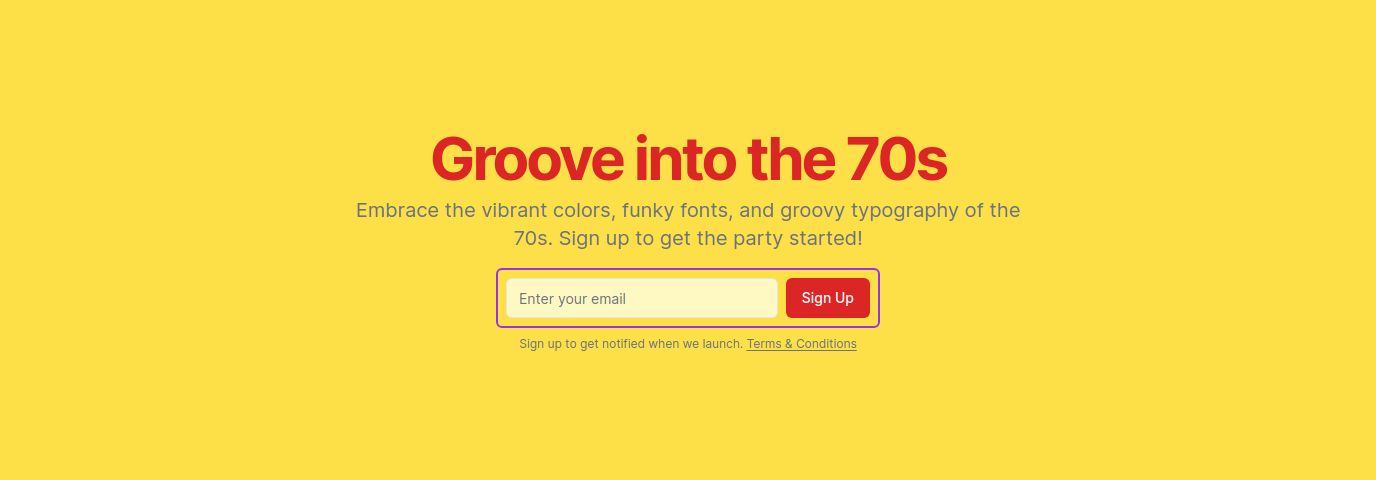 Groove into the 70s
Embrace the vibrant colors, funky fonts, and groovy typography of the
70s. Sign up to get the party started!
Enter your email
Sign Up
Sign up to get notified when we launch. Terms & Conditions